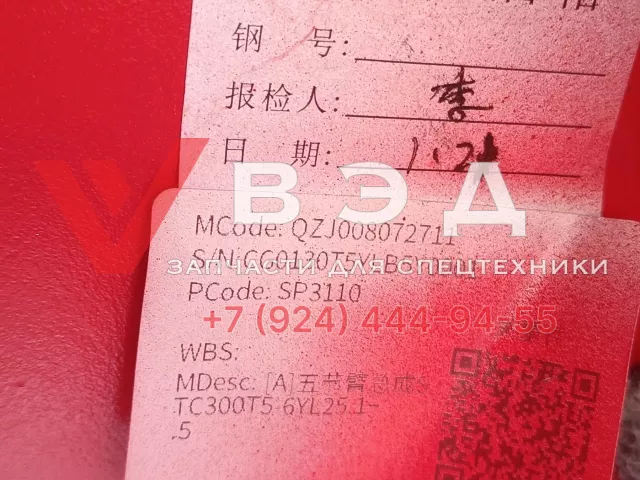 钢 号:
报检人: 李
日 期:
ВЭД
MCode: QZJ008072711
ЗАПЧАСТИ ДЛЯ СПЕЦТЕХНИКИ
S/N:
PCode: SP3110
+7 (924) 444-94-55
WBS:
MDesc: [A]五节臂总成
TC300T5 6YL25.1-
.5